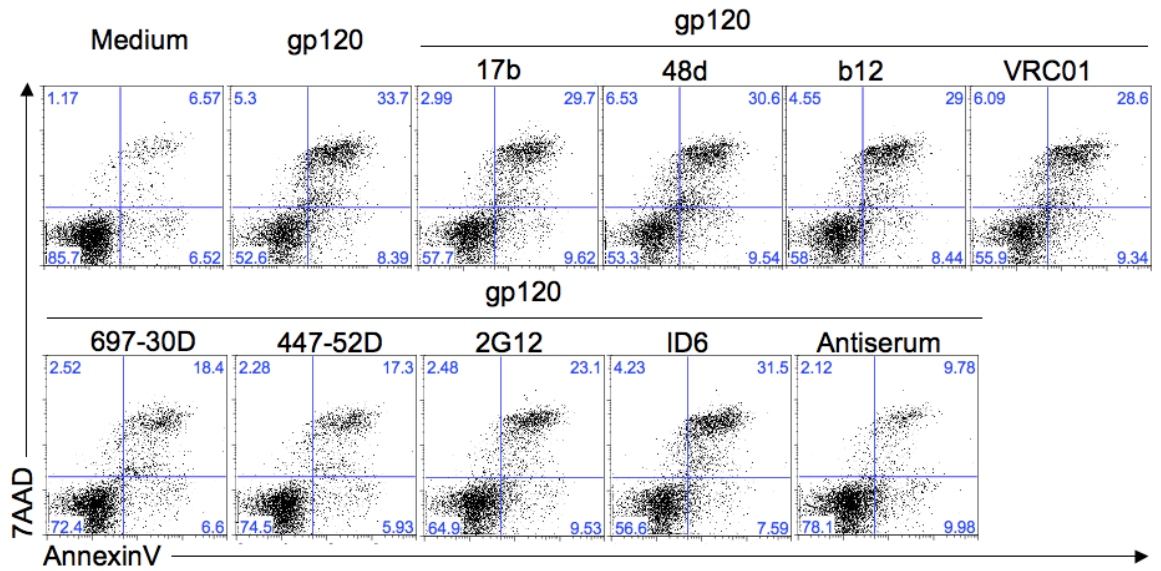 Medium
gp120
gp120
17b
48d
b12
VRC01
1.17 6.57
5.3 33.7
2.99 29.7
6.53 30.6
4.55 29
6.09 28.6
85.7 6.52
52.6 8.39
57.7 9.62
53.3 9.54
58 8.44
55.9 9.34
gp120
697-30D
447-52D
2G12
ID6
Antiserum
2.52 18.4
2.28 17.3
2.48 23.1
4.23 31.5
2.12 9.78
72.4 6.6
74.5 5.93
64.9 9.53
56.6 7.59
78.1 9.98
7AAD
AnnexinV